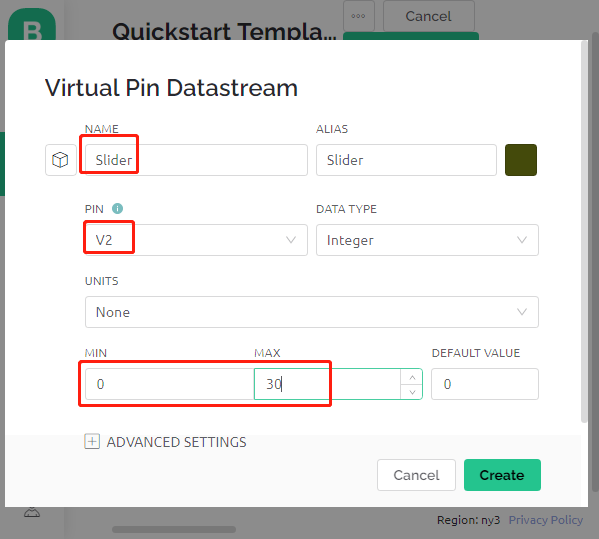 B
Quickstart Templa...
Cancel
Virtual Pin Datastream
NAME
ALIAS
Slider
Slider
PIN
DATA TYPE
V2
Integer
UNITS
None
MIN
MAX
DEFAULT VALUE
0
30
0
ADVANCED SETTINGS
Cancel
Create
Region: ny3
Privacy Policy